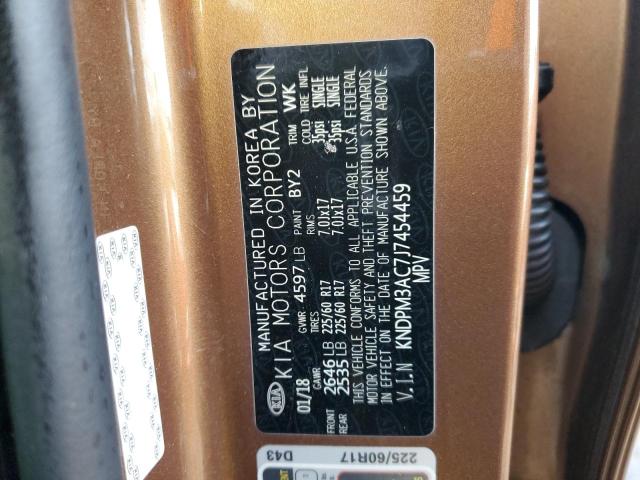 MANUFACTURED IN KOREA BY
KIA MOTORS CORPORATION
KIA
01/18 GVWR: 4597 LB PAINT BY2 TRIM WK
GAWR TIRES RIMS COLD TIRE INFL
FRONT 2646 LB 225/60 R17 7.0Jx17 35psi SINGLE
REAR 2535 LB 225/60 R17 7.0Jx17 35psi SINGLE
THIS VEHICLE CONFORMS TO ALL APPLICABLE U.S.A. FEDERAL
MOTOR VEHICLE SAFETY AND THEFT PREVENTION STANDARDS
IN EFFECT ON THE DATE OF MANUFACTURE SHOWN ABOVE.
V.I.N KNDPM3AC7J7454459
MPV
D43
225/60R17